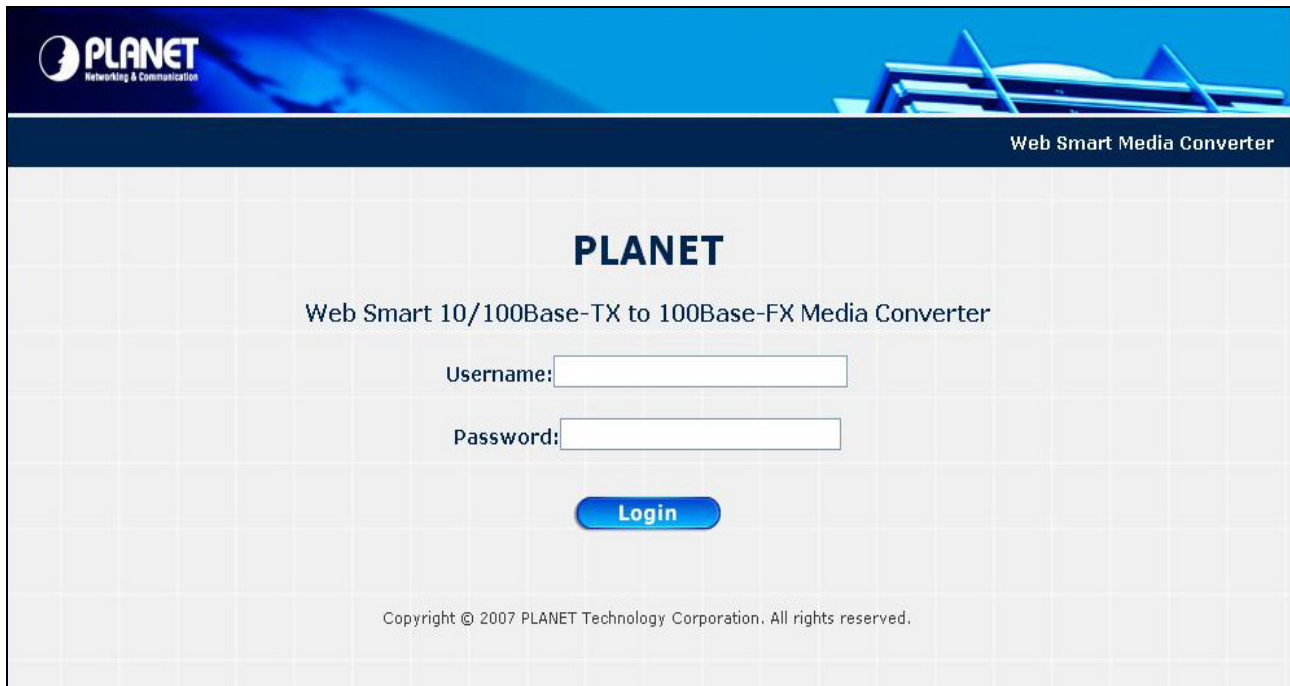 PLANET
Networking & Communication
Web Smart Media Converter
PLANET
Web Smart 10/100Base-TX to 100Base-FX Media Converter
Username:
Password:
Login
Copyright © 2007 PLANET Technology Corporation. All rights reserved.